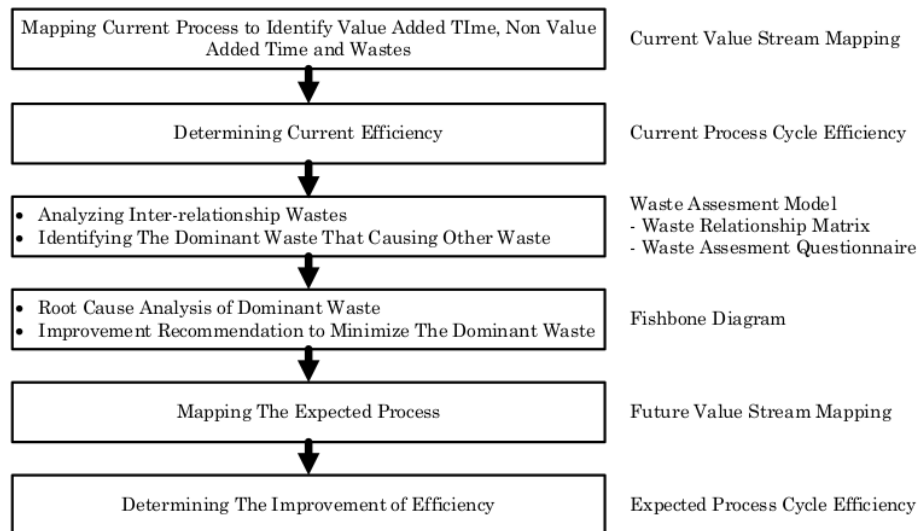 Mapping Current Process to Identify Value Added TIme, Non Value
Added Time and Wastes
Current Value Stream Mapping
Determining Current Efficiency
Current Process Cycle Efficiency
• Analyzing Inter-relationship Wastes
• Identifying The Dominant Waste That Causing Other Waste
Waste Assesment Model
- Waste Relationship Matrix
- Waste Assesment Questionnaire
• Root Cause Analysis of Dominant Waste
• Improvement Recommendation to Minimize The Dominant Waste
Fishbone Diagram
Mapping The Expected Process
Future Value Stream Mapping
Determining The Improvement of Efficiency
Expected Process Cycle Efficiency